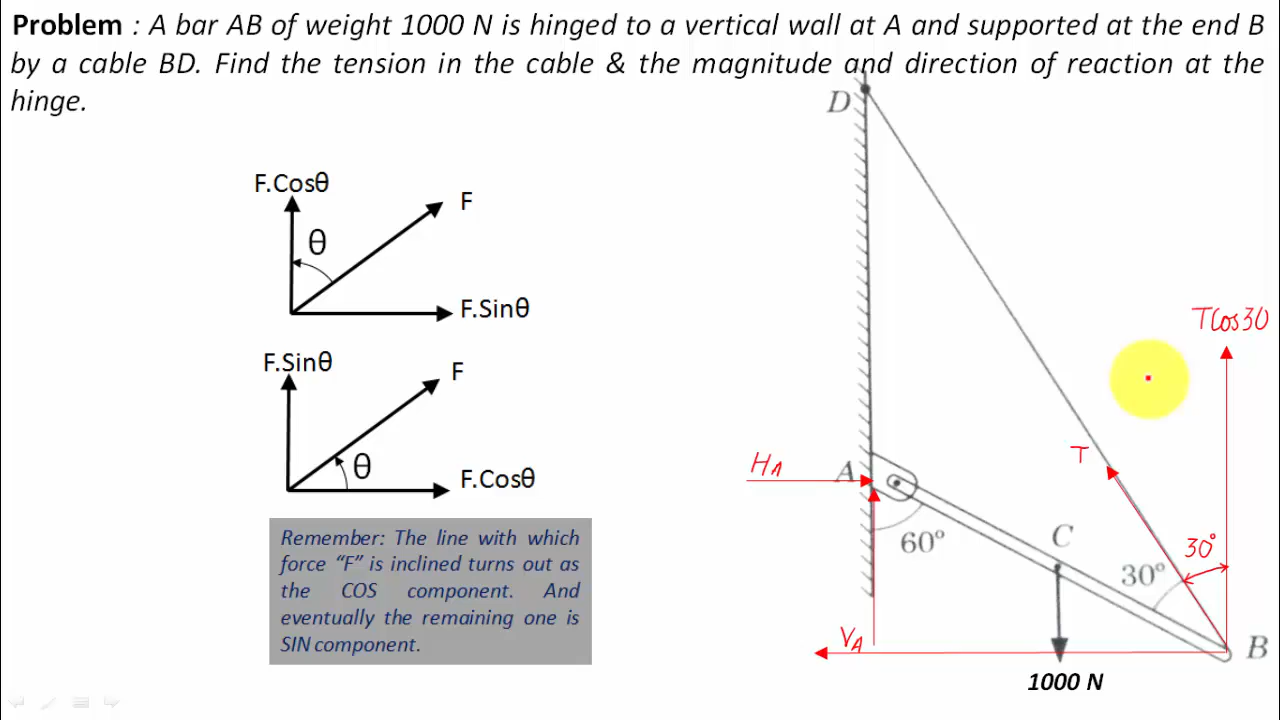 Problem : A bar AB of weight 1000 N is hinged to a vertical wall at A and supported at the end B
by a cable BD. Find the tension in the cable & the magnitude and direction of reaction at the
hinge.
D
F.Cosθ
F
θ
F.Sinθ
F.Sinθ
F
θ
F.Cosθ
Remember: The line with which
force “F” is inclined turns out as
the COS component. And
eventually the remaining one is
SIN component.
TCos30
T
HA
A
60°
C
30°
30°
VA
B
1000 N